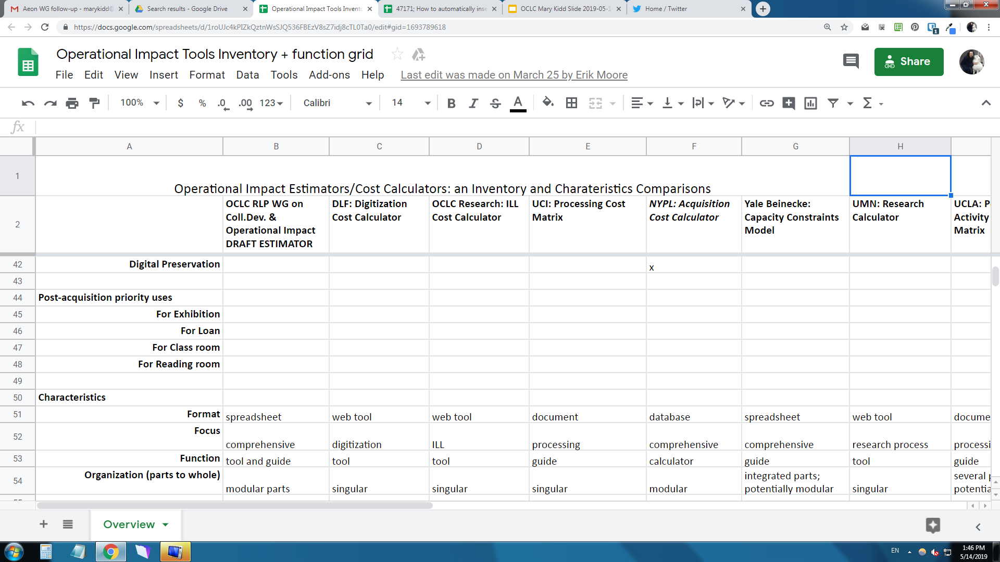 Aeon WG follow-up - marykidd@
Search results - Google Drive
Operational Impact Tools Invento
47171; How to automatically inse
OCLC Mary Kidd Slide 2019-05-1
Home / Twitter
https://docs.google.com/spreadsheets/d/1roUJc4kPIZkQztnWsSJQ536FBEzV8sZ7idj8cTL0Ta0/edit#gid=1693789618
1
Operational Impact Tools Inventory + function grid
Share
File Edit View Insert Format Data Tools Add-ons Help Last edit was made on March 25 by Erik Moore
100% $ % .0 .00 123 Calibri 14 B I S A Σ
fx
A B C D E F G H
1 Operational Impact Estimators/Cost Calculators: an Inventory and Charateristics Comparisons
2
OCLC RLP WG on
Coll.Dev. &
Operational Impact
DRAFT ESTIMATOR
DLF: Digitization
Cost Calculator
OCLC Research: ILL
Cost Calculator
UCI: Processing Cost
Matrix
NYPL: Acquisition
Cost Calculator
Yale Beinecke:
Capacity Constraints
Model
UMN: Research
Calculator
UCLA: P
Activity
Matrix
42 Digital Preservation x
43
44 Post-acquisition priority uses
45 For Exhibition
46 For Loan
47 For Class room
48 For Reading room
49
50 Characteristics
51 Format spreadsheet web tool web tool document database spreadsheet web tool docume
52 Focus comprehensive digitization ILL processing comprehensive comprehensive research process processi
53 Function tool and guide tool tool guide calculator guide tool guide
54 Organization (parts to whole) modular parts singular singular singular modular
integrated parts;
potentially modular
singular
several p
potentia
Overview
EN
1:46 PM
5/14/2019